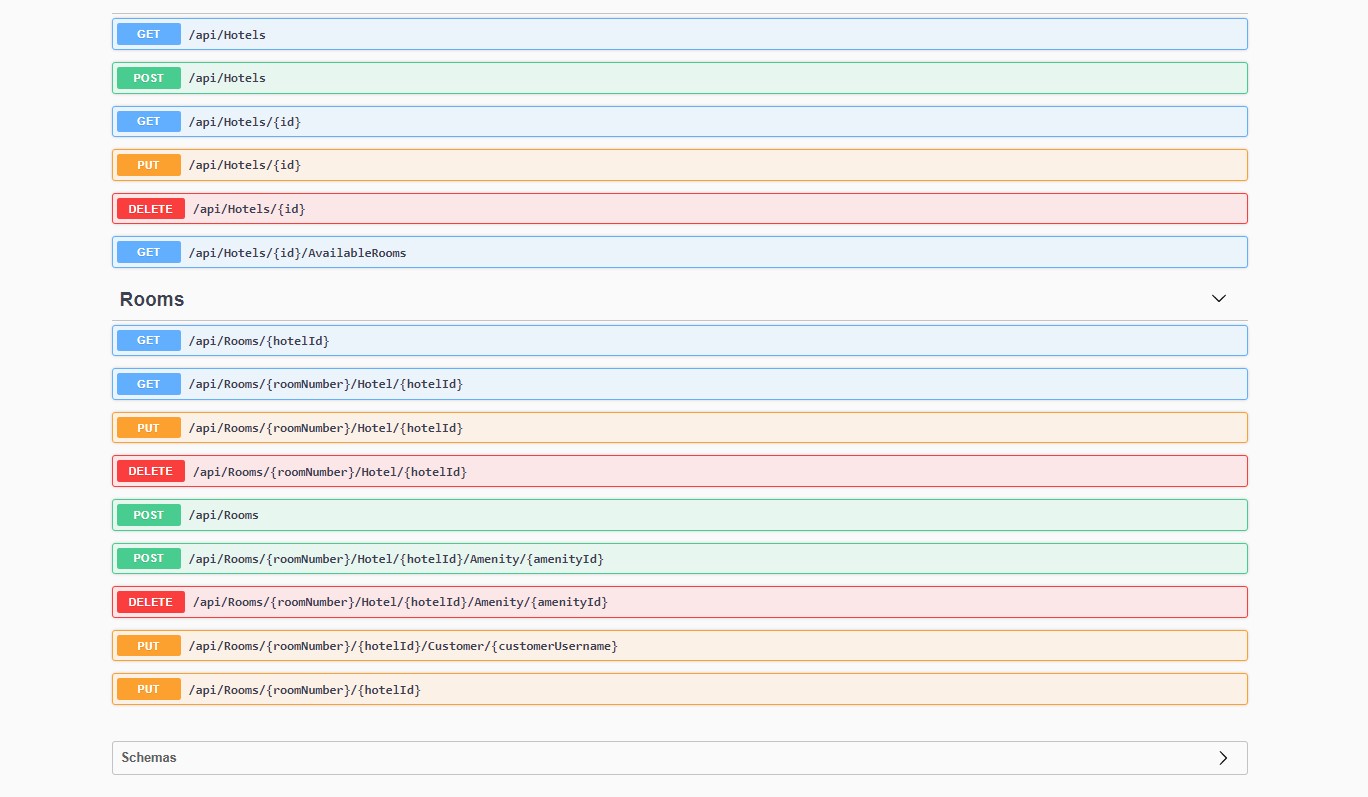 GET /api/Hotels
POST /api/Hotels
GET /api/Hotels/{id}
PUT /api/Hotels/{id}
DELETE /api/Hotels/{id}
GET /api/Hotels/{id}/AvailableRooms
Rooms
GET /api/Rooms/{hotelId}
GET /api/Rooms/{roomNumber}/Hotel/{hotelId}
PUT /api/Rooms/{roomNumber}/Hotel/{hotelId}
DELETE /api/Rooms/{roomNumber}/Hotel/{hotelId}
POST /api/Rooms
POST /api/Rooms/{roomNumber}/Hotel/{hotelId}/Amenity/{amenityId}
DELETE /api/Rooms/{roomNumber}/Hotel/{hotelId}/Amenity/{amenityId}
PUT /api/Rooms/{roomNumber}/{hotelId}/Customer/{customerUsername}
PUT /api/Rooms/{roomNumber}/{hotelId}
Schemas